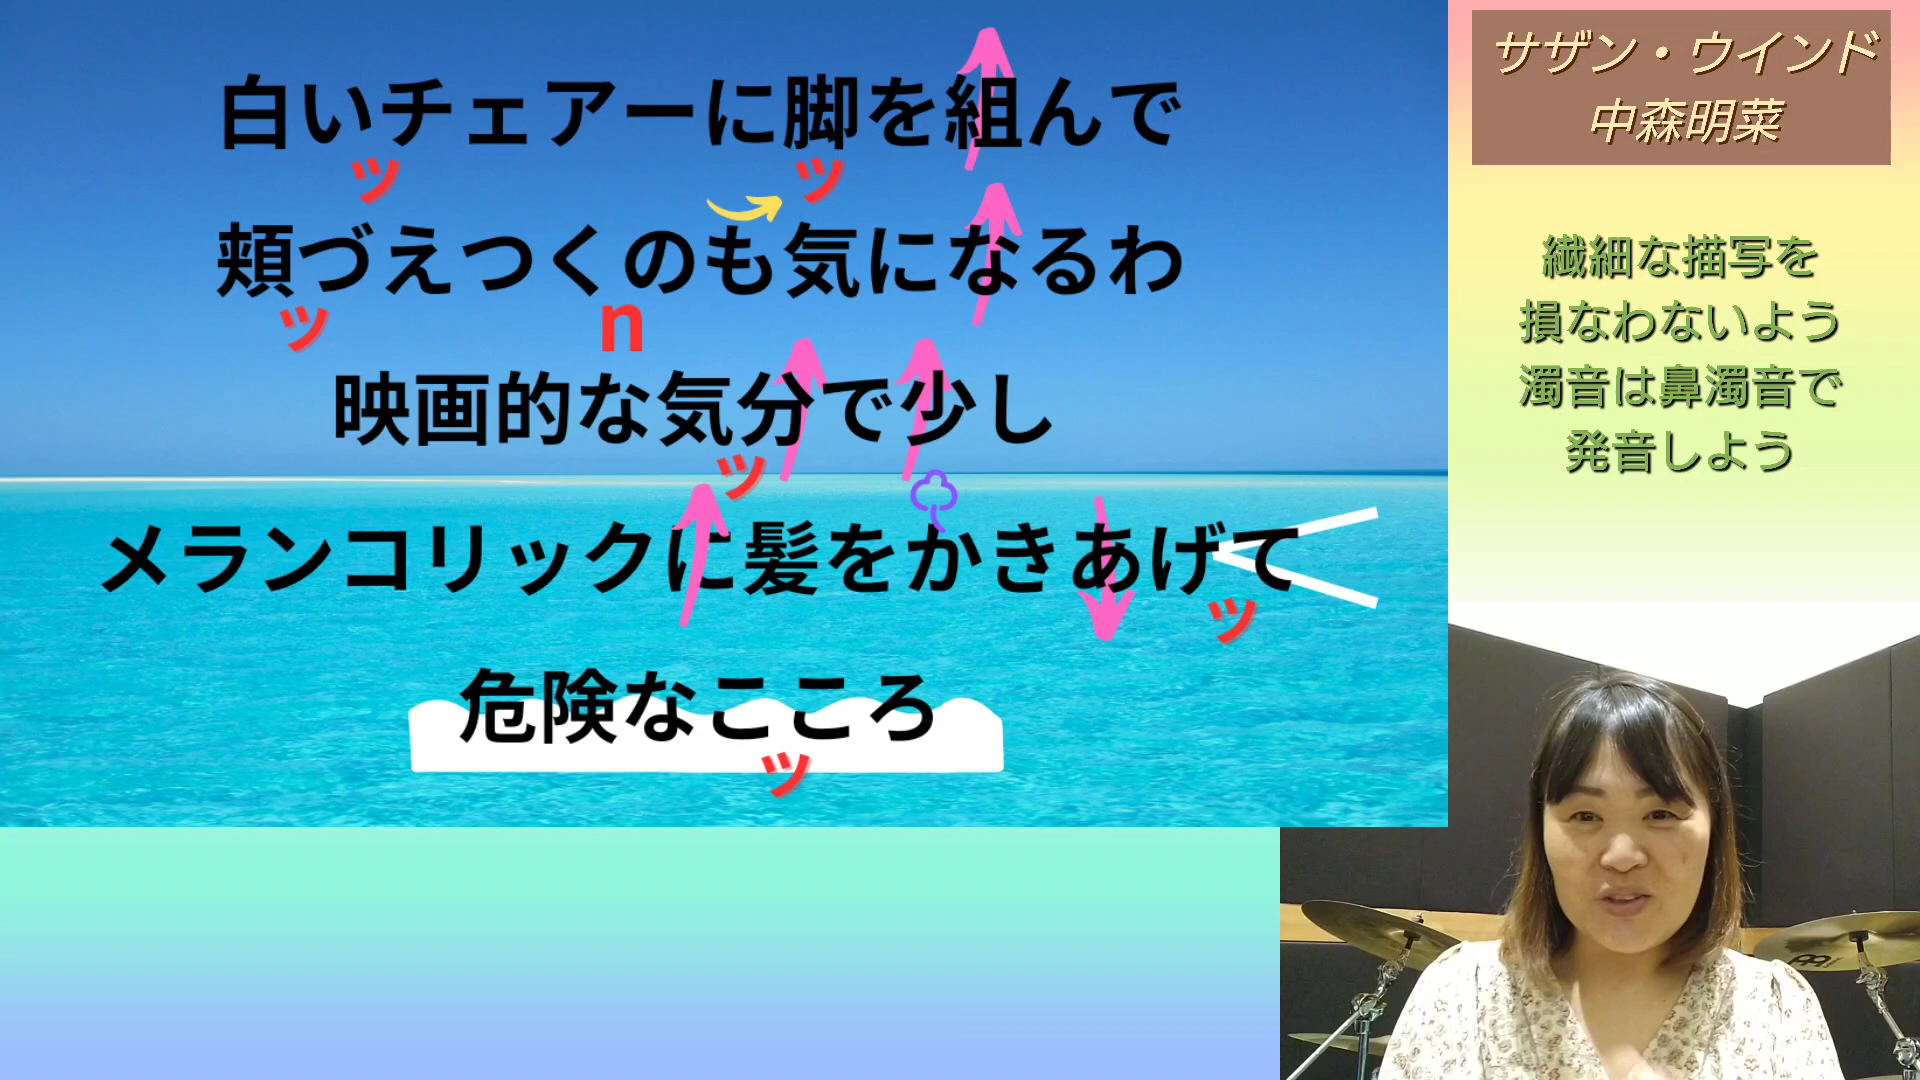 白いチェアーに脚を組んで
ッ ッ
頬づえつくのも気になるわ
ッ n
映画的な気分で少し
ッ
メランコリックに髪をかきあげて
ッ
危険なこころ
ッ
サザン・ウインド
中森明菜
繊細な描写を
損なわないよう
濁音は鼻濁音で
発音しよう